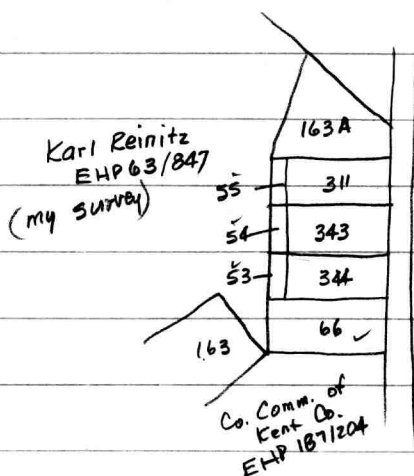 163 A
Karl Reinitz
EHP 63/847
(my survey)
55 311
54 343
53 344
66 ✓
163
Co. Comm. of
Kent Co.
EHP 187/204